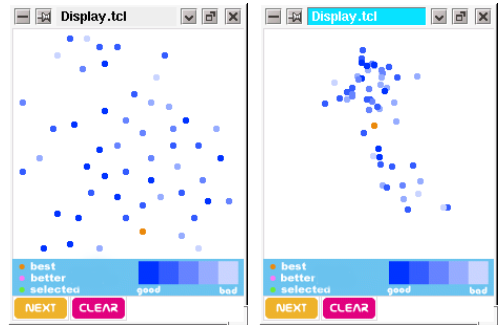 Display.tcl
best
better
selected
good bad
NEXT CLEAR
Display.tcl
best
better
selected
good bad
NEXT CLEAR